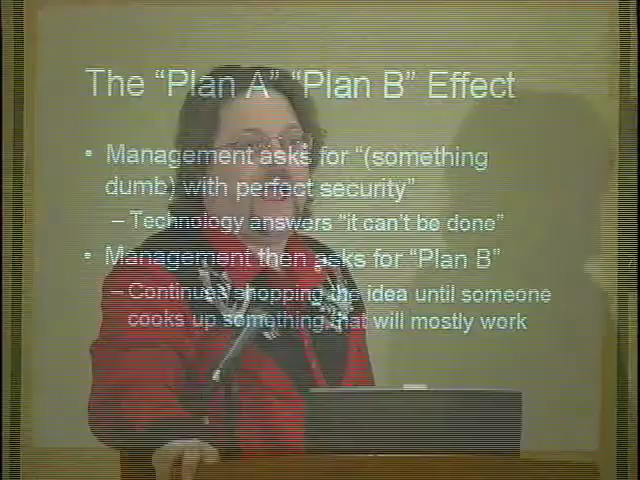 The "Plan A" "Plan B" Effect
• Management asks for "(something
dumb) with perfect security"
– Technology answers "it can't be done"
• Management then asks for "Plan B"
– Continues shopping the idea until someone
cooks up something that will mostly work